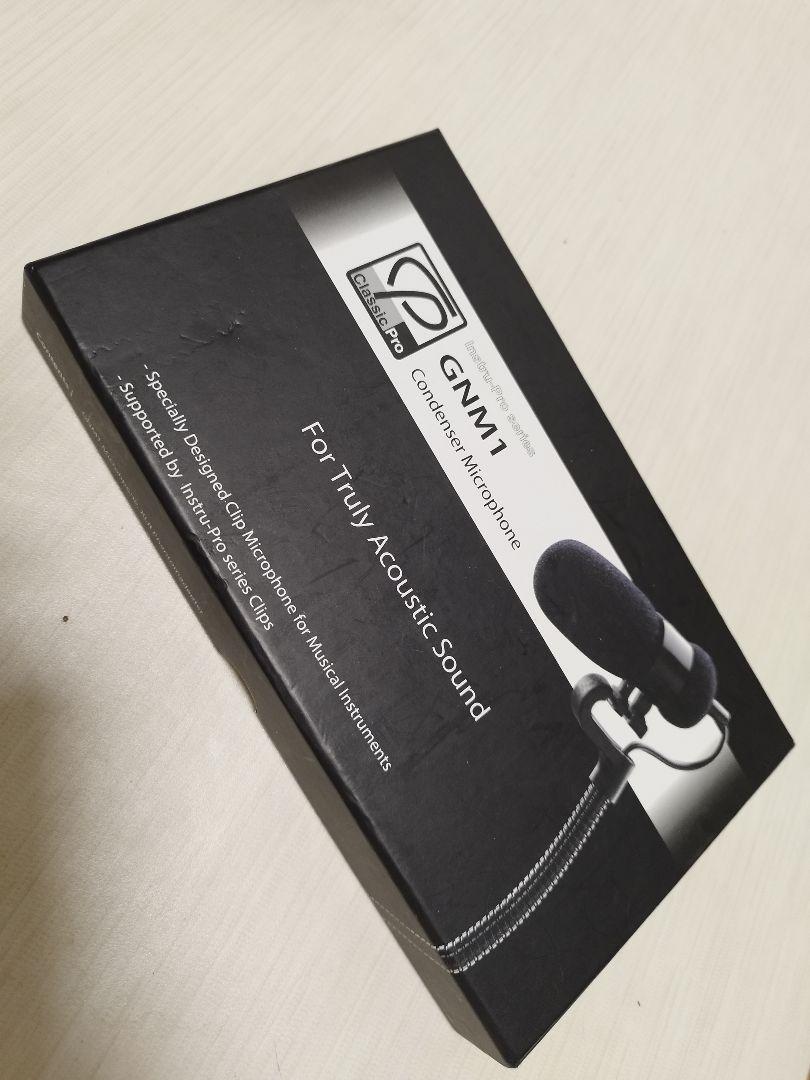 Classic Pro
Instru-Pro series
GNM1
Condenser Microphone
For Truly Acoustic Sound
- Specially Designed Clip Microphone for Musical Instruments
- Supported by Instru-Pro series Clips